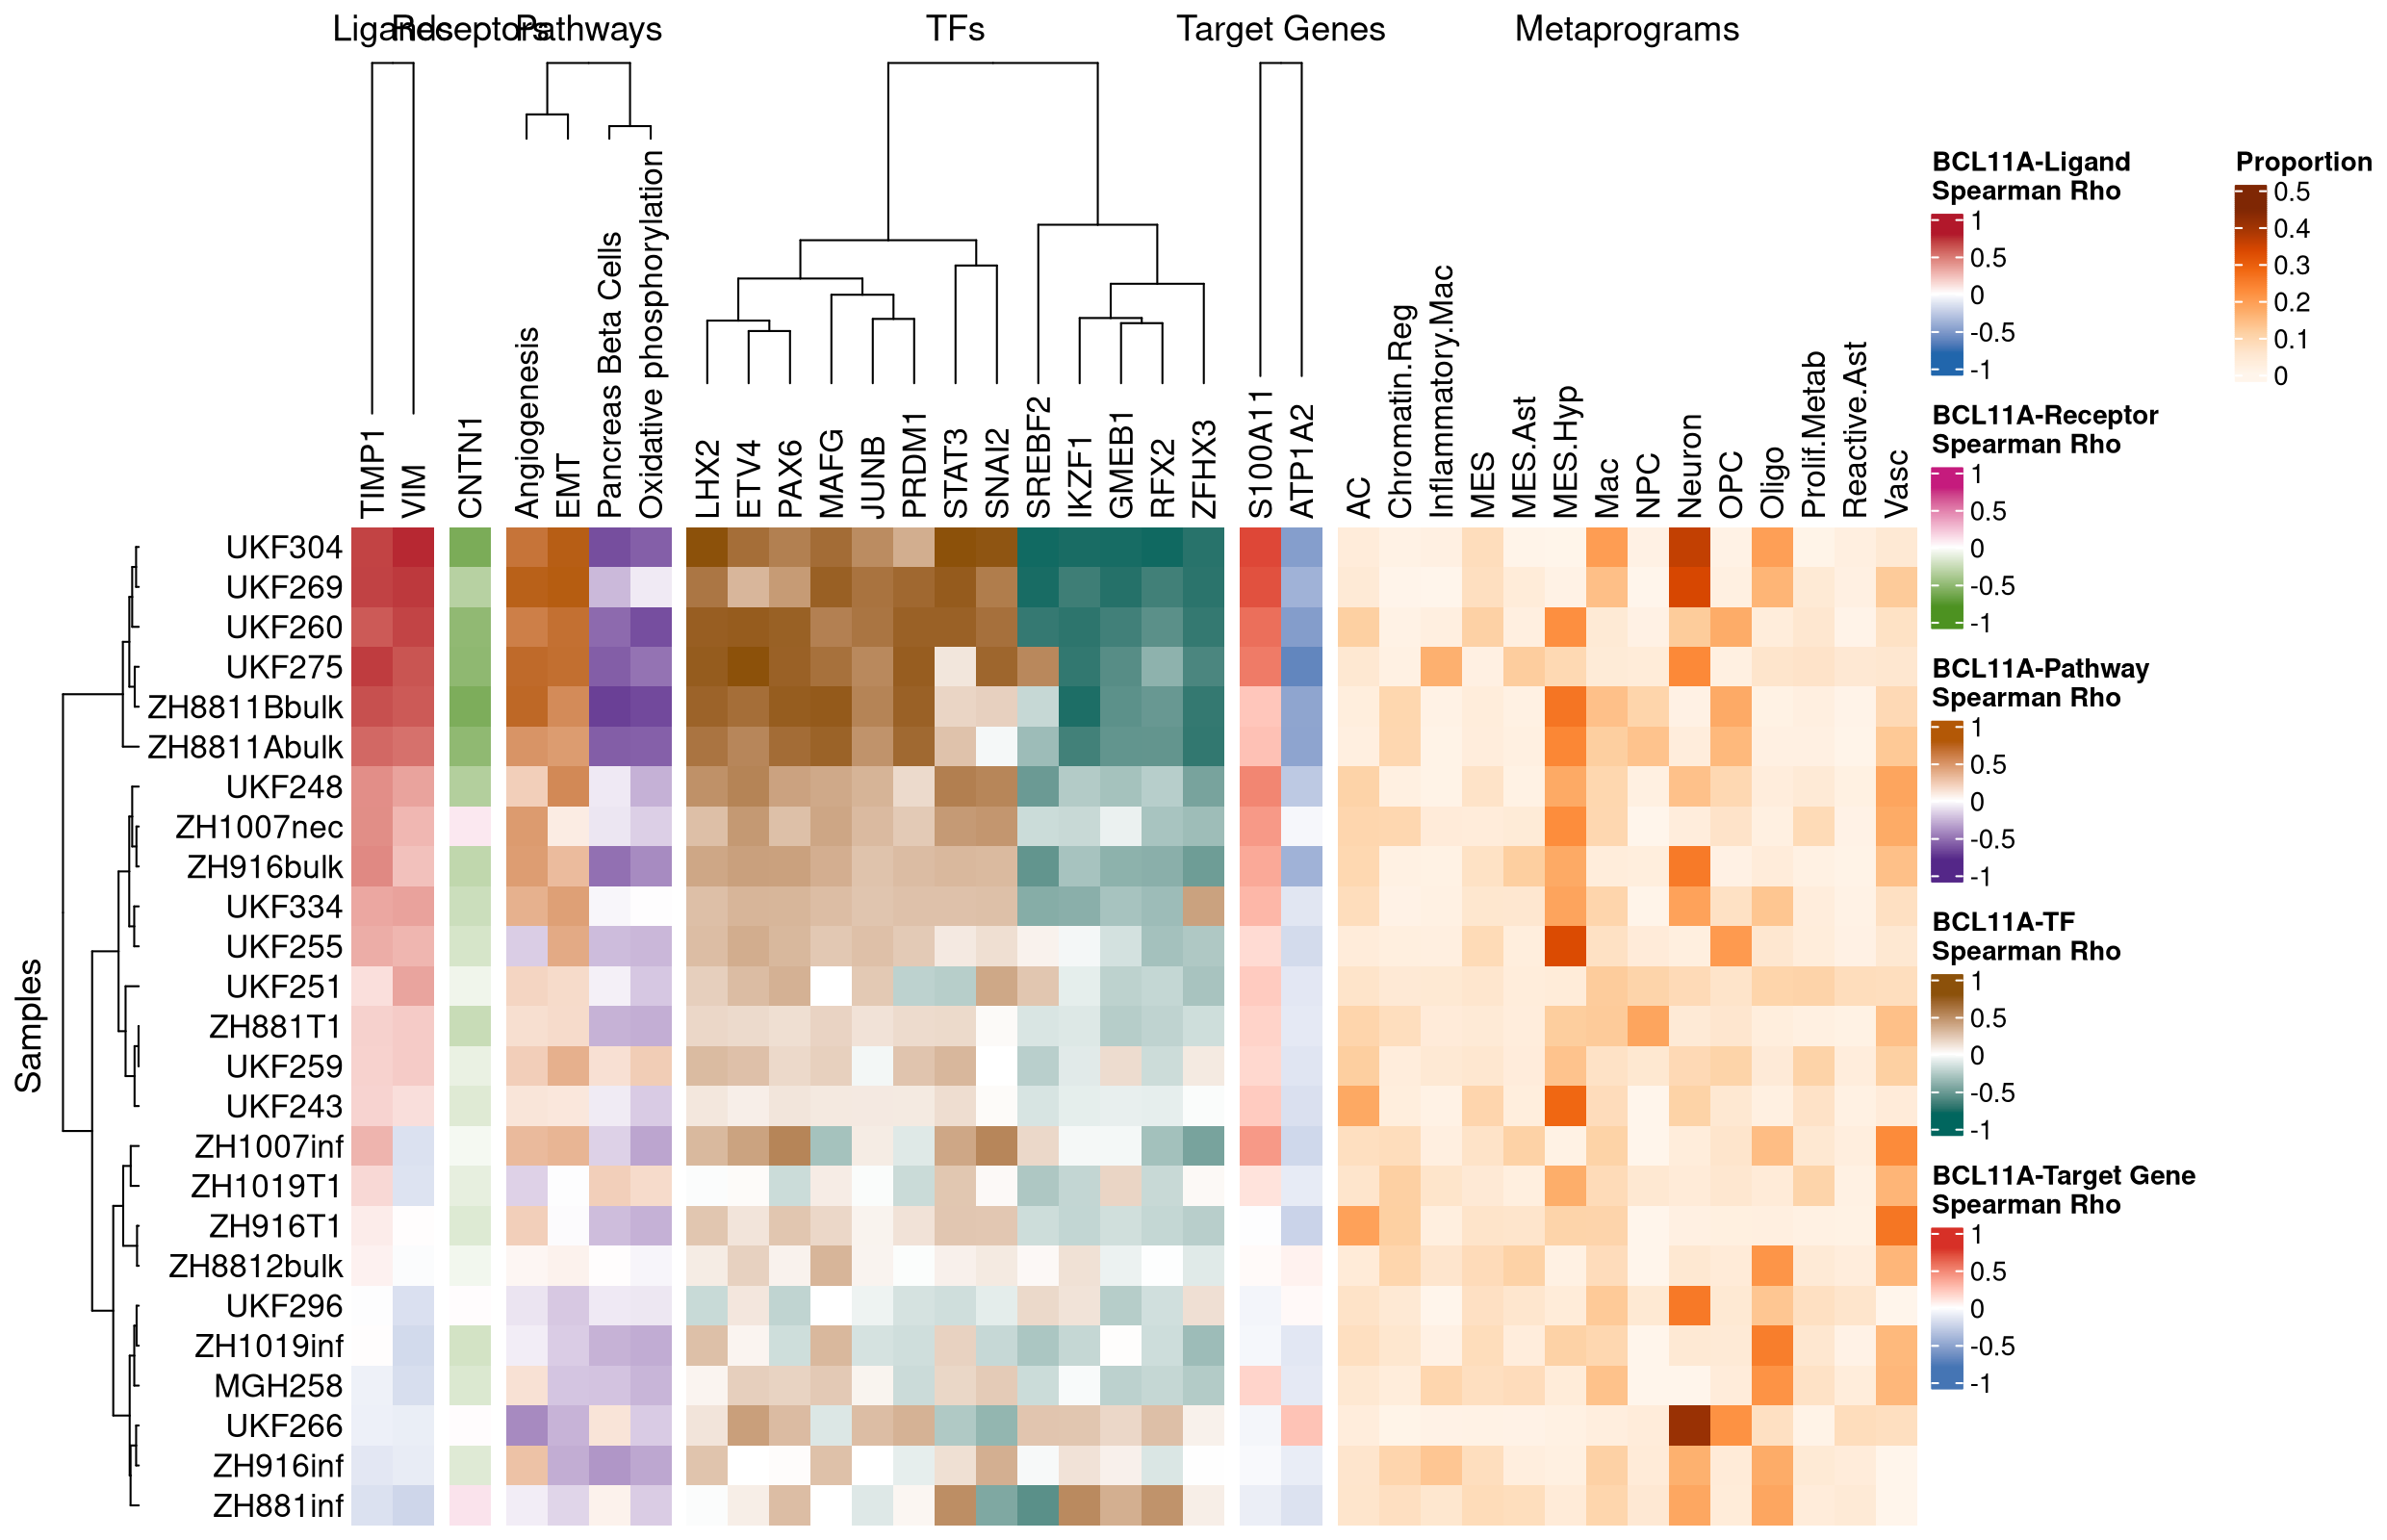 Ligands Receptors Pathways TFs Target Genes Metaprograms
TIMP1
VIM
CNTN1
Angiogenesis
EMT
Pancreas Beta Cells
Oxidative phosphorylation
LHX2
ETV4
PAX6
MAFG
JUNB
PRDM1
STAT3
SNAI2
SREBF2
IKZF1
GMEB1
RFX2
ZFHX3
S100A11
ATP1A2
AC
Chromatin.Reg
Inflammatory.Mac
MES
MES.Ast
MES.Hyp
Mac
NPC
Neuron
OPC
Oligo
Prolif.Metab
Reactive.Ast
Vasc
Samples
UKF304
UKF269
UKF260
UKF275
ZH8811Bbulk
ZH8811Abulk
UKF248
ZH1007nec
ZH916bulk
UKF334
UKF255
UKF251
ZH881T1
UKF259
UKF243
ZH1007inf
ZH1019T1
ZH916T1
ZH8812bulk
UKF296
ZH1019inf
MGH258
UKF266
ZH916inf
ZH881inf
BCL11A-Ligand
Spearman Rho
1
0.5
0
-0.5
-1
BCL11A-Receptor
Spearman Rho
1
0.5
0
-0.5
-1
BCL11A-Pathway
Spearman Rho
1
0.5
0
-0.5
-1
BCL11A-TF
Spearman Rho
1
0.5
0
-0.5
-1
BCL11A-Target Gene
Spearman Rho
1
0.5
0
-0.5
-1
Proportion
0.5
0.4
0.3
0.2
0.1
0